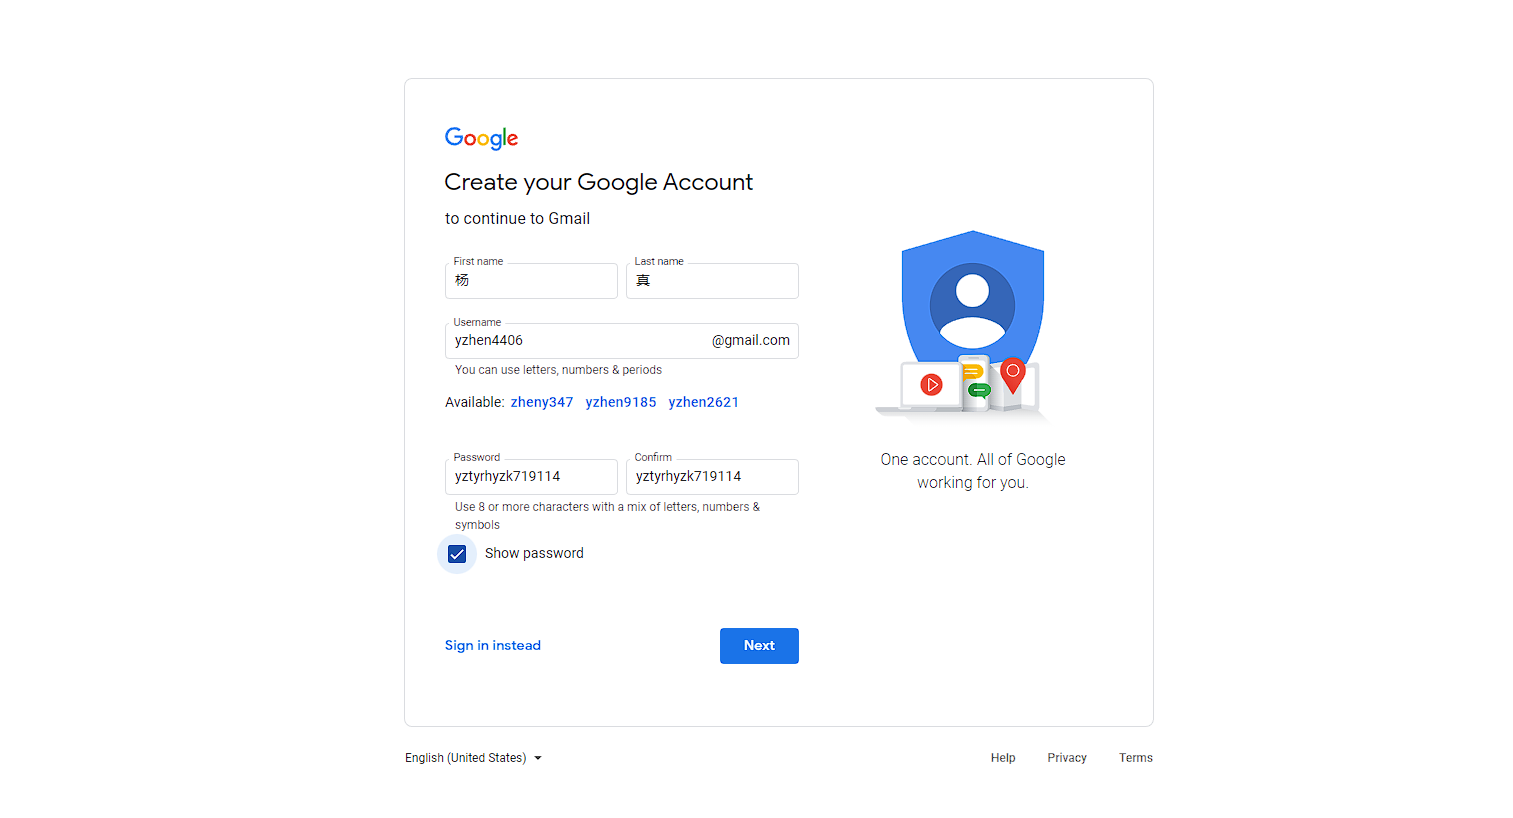 Google
Create your Google Account
to continue to Gmail
First name
杨
Last name
真
Username
yzhen4406 @gmail.com
You can use letters, numbers & periods
Available: zheny347 yzhen9185 yzhen2621
Password
yztyrhyzk719114
Confirm
yztyrhyzk719114
Use 8 or more characters with a mix of letters, numbers &
symbols
Show password
Sign in instead
Next
One account. All of Google
working for you.
English (United States)
Help Privacy Terms